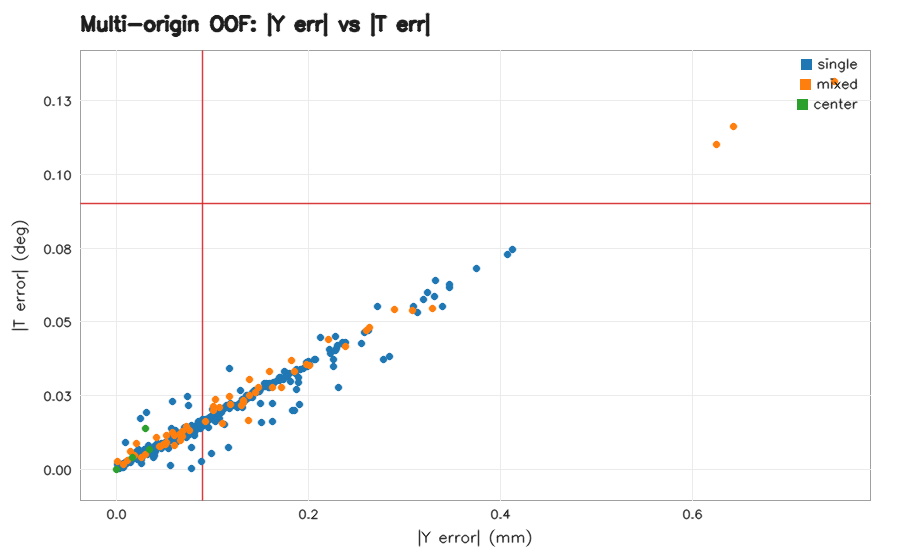 Multi-origin OOF: |Y err| vs |T err|
single
mixed
center
0.13
0.10
0.08
0.05
0.03
0.00
|T error| (deg)
0.0 0.2 0.4 0.6
|Y error| (mm)